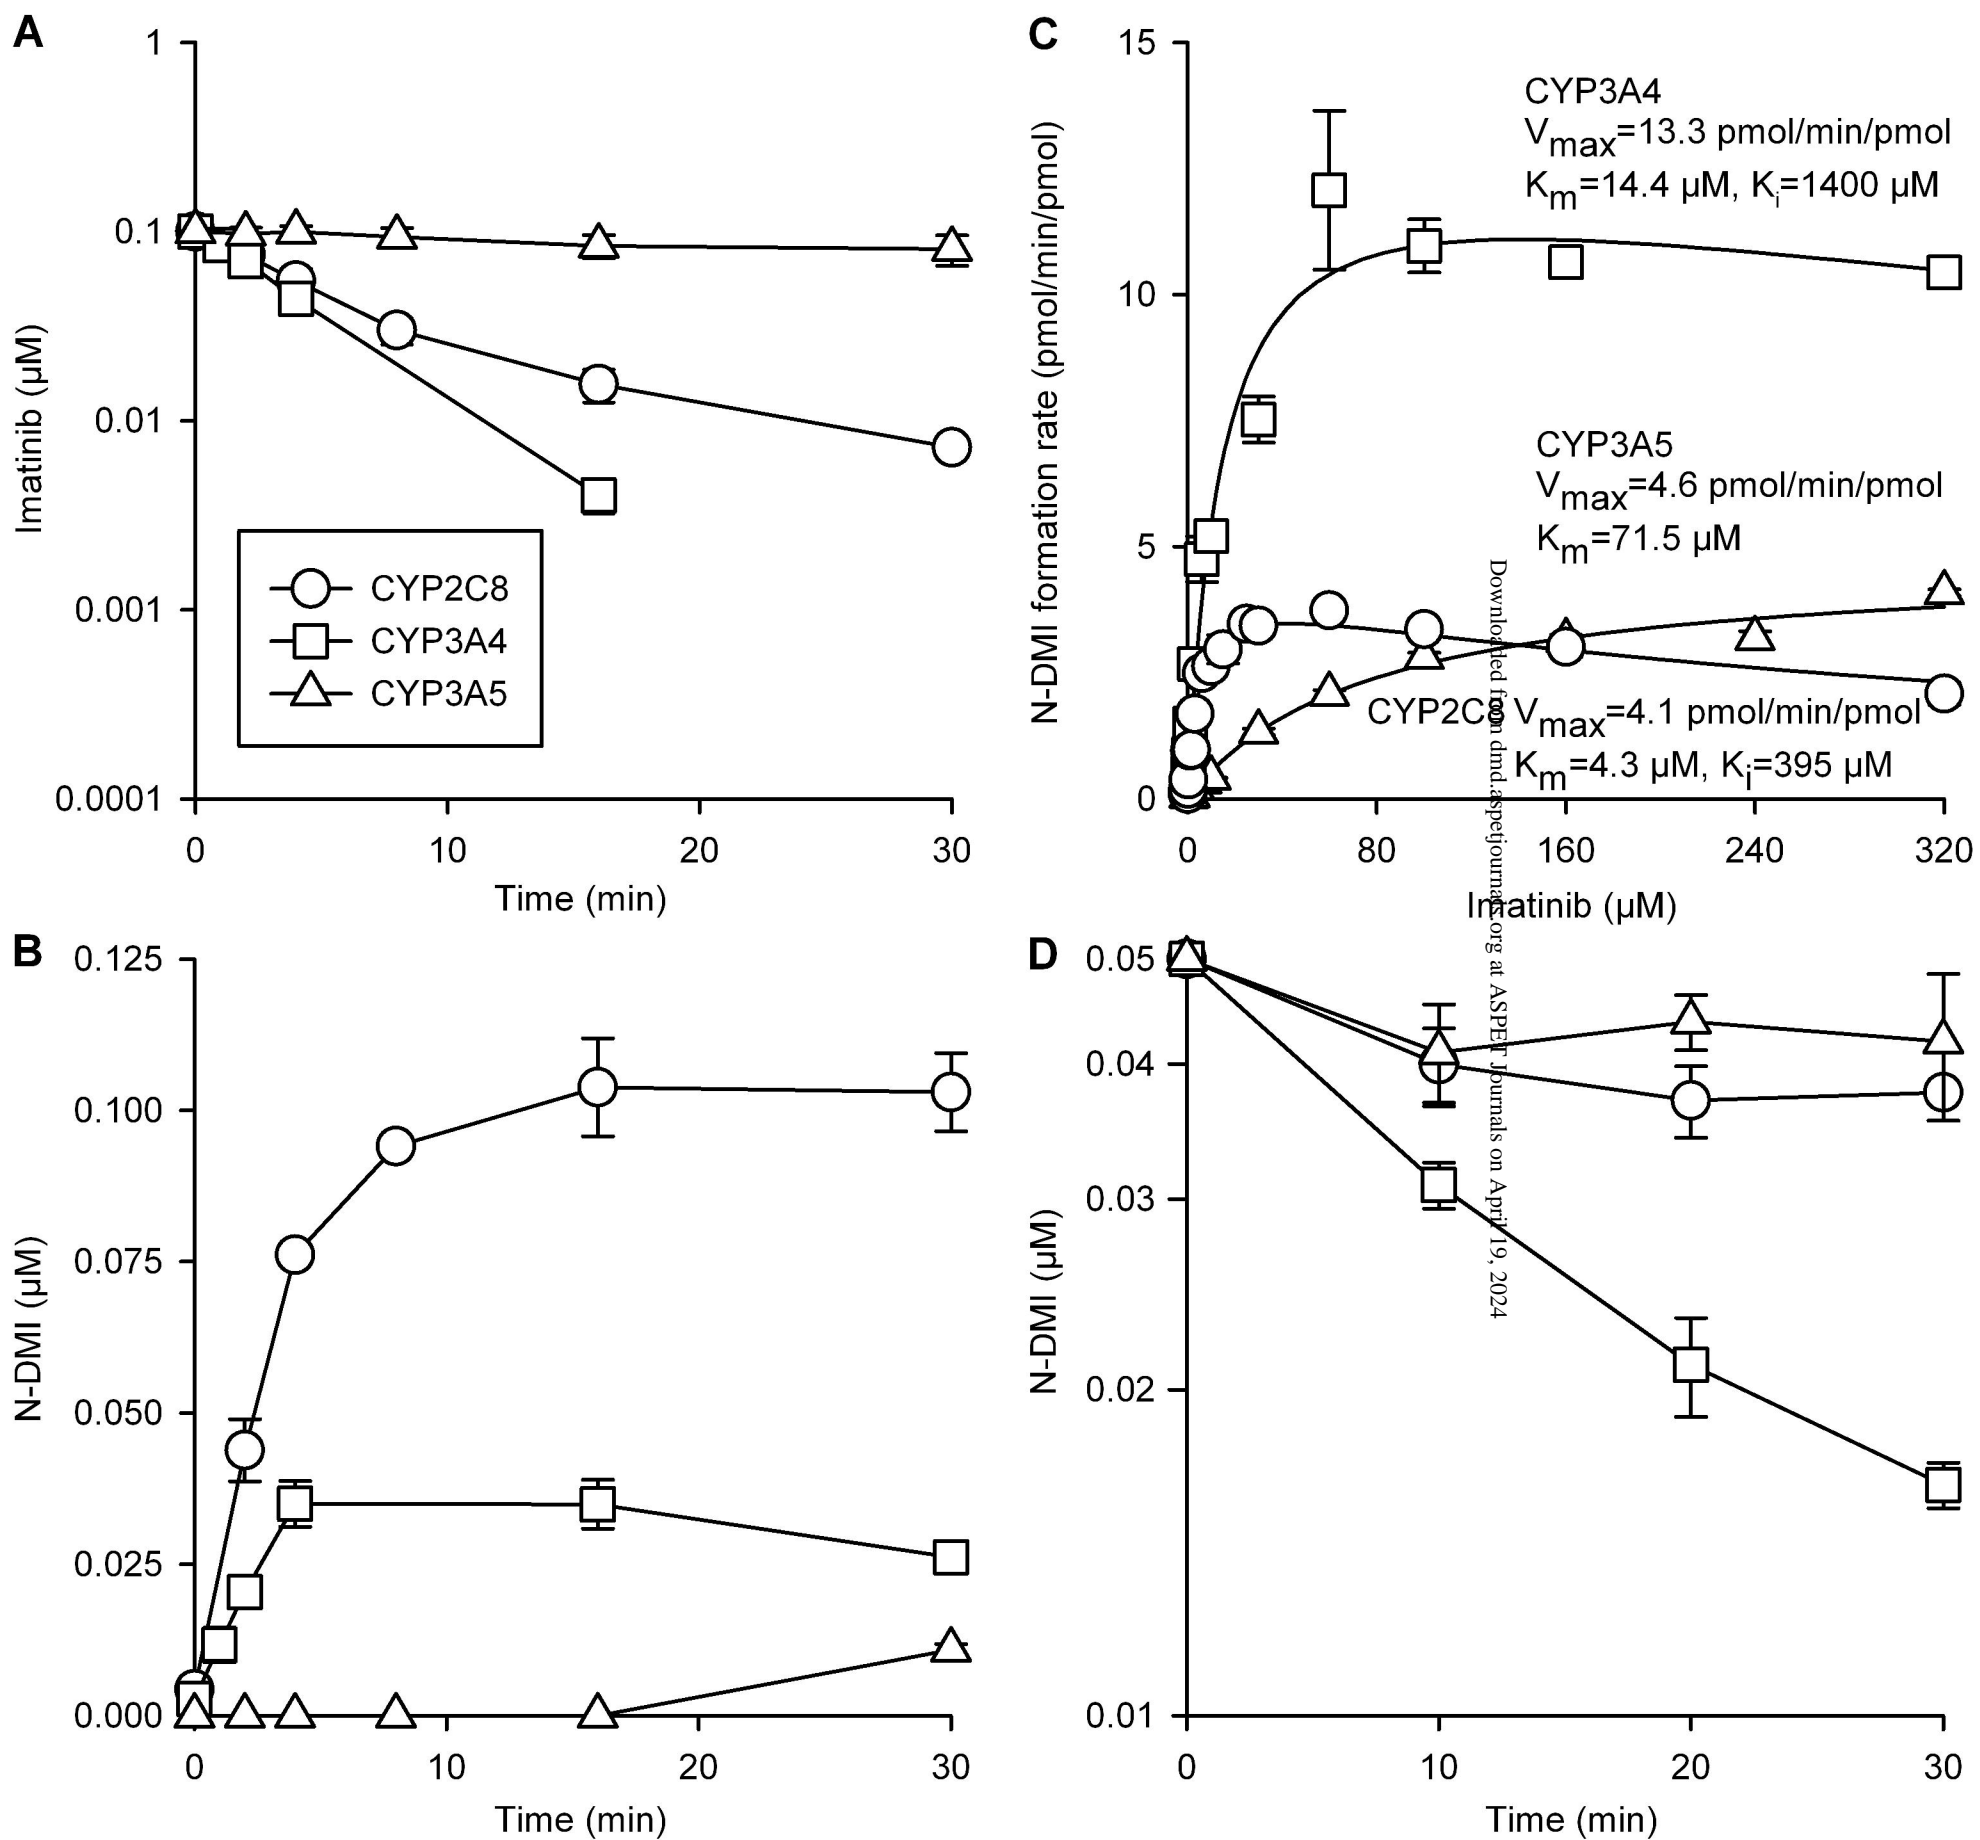 A
1
0.1
0.01
0.001
0.0001
Imatinib (µM)
CYP2C8
CYP3A4
CYP3A5
0 10 20 30
Time (min)
C
15
10
5
0
N-DMI formation rate (pmol/min/pmol)
CYP3A4
Vmax=13.3 pmol/min/pmol
Km=14.4 µM, Ki=1400 µM
CYP3A5
Vmax=4.6 pmol/min/pmol
Km=71.5 µM
CYP2C8 Vmax=4.1 pmol/min/pmol
Km=4.3 µM, Ki=395 µM
0 80 160 240 320
Imatinib (µM)
B
0.125
0.100
0.075
0.050
0.025
0.000
N-DMI (µM)
0 10 20 30
Time (min)
D
0.05
0.04
0.03
0.02
0.01
N-DMI (µM)
0 10 20 30
Time (min)
Downloaded from dmd.aspetjournals.org at ASPET Journals on April 19, 2024